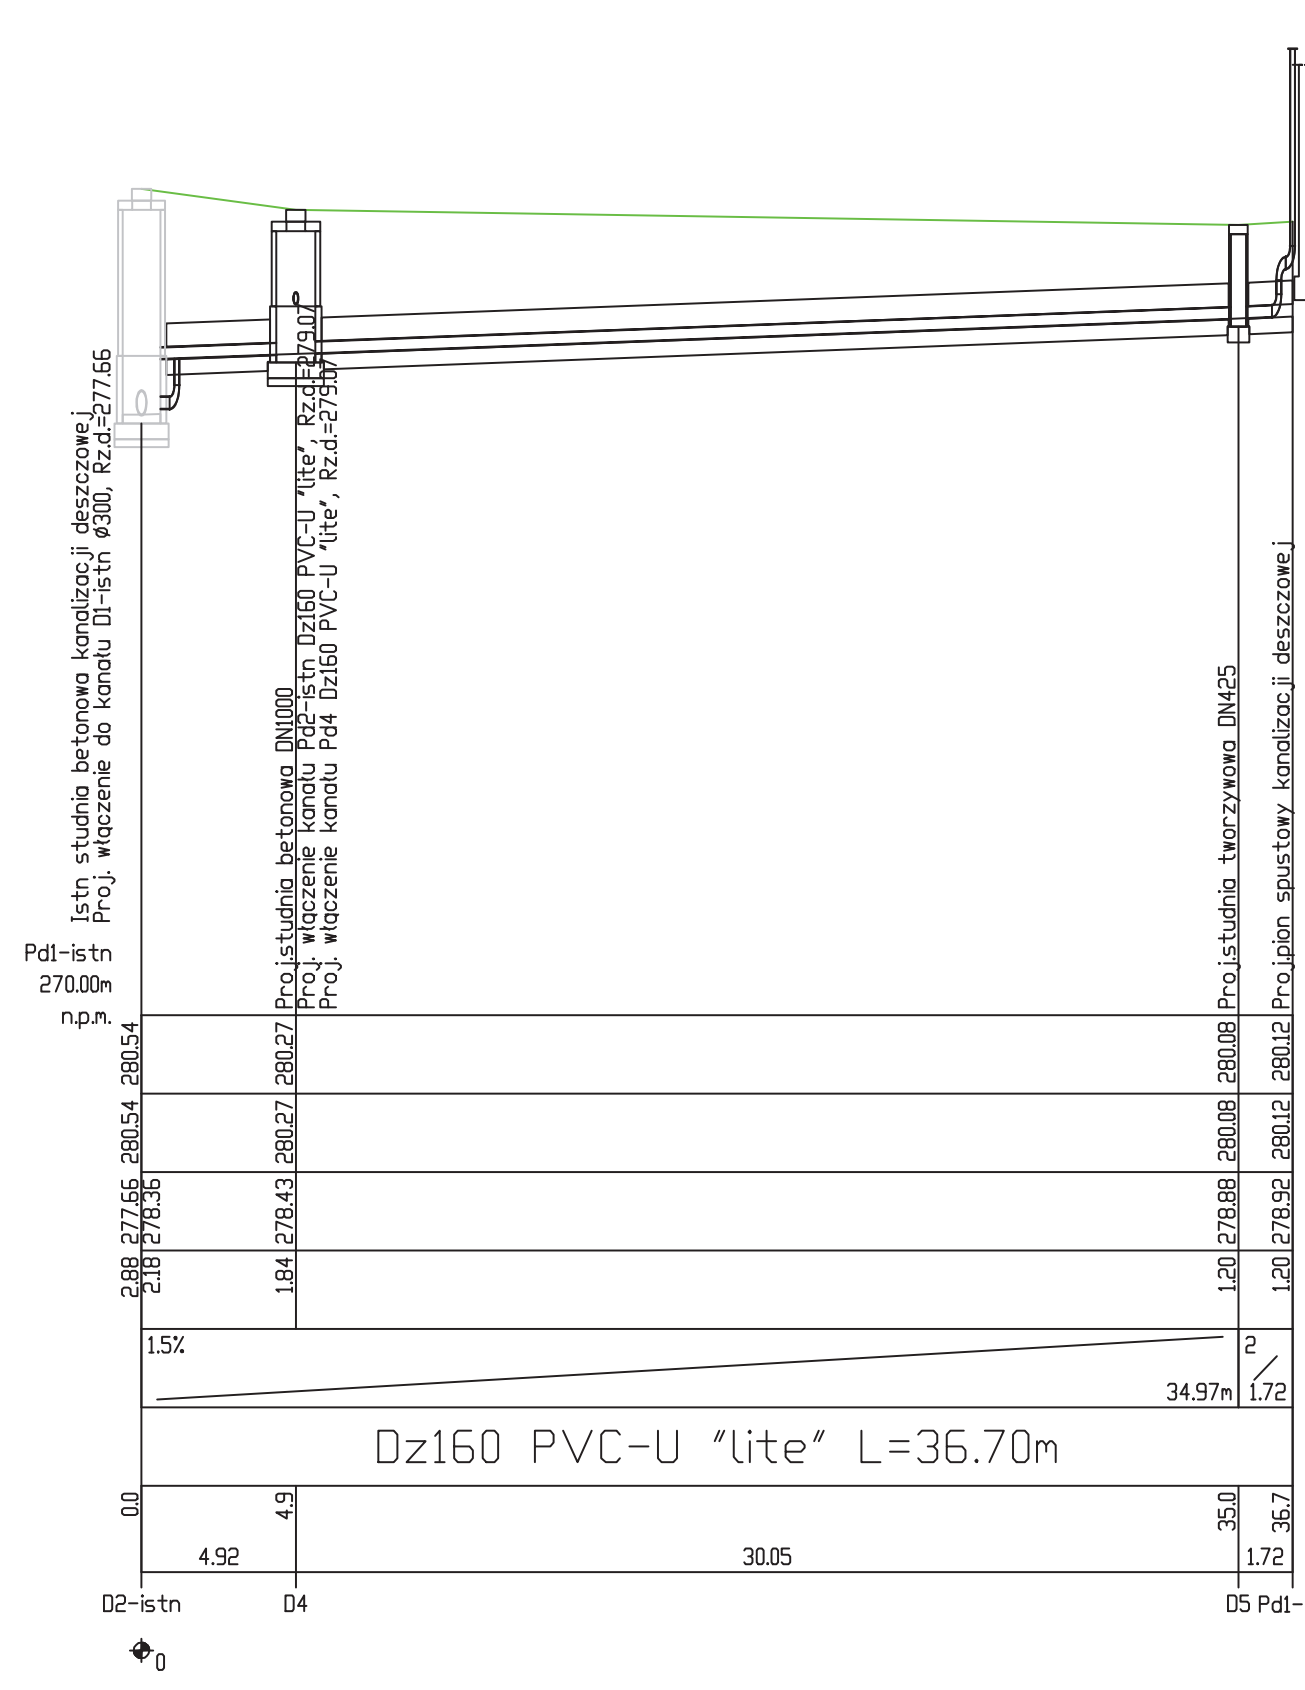 Istn studnia betonowa kanalizacji deszczowej
Proj. włączenie do kanału D1-istn ø300, Rz.d.=277.66
Proj.studnia betonowa DN1000
Proj. włączenie kanału Pd2-istn Dz160 PVC-U "lite", Rz.d.=279.07
Proj. włączenie kanału Pd4 Dz160 PVC-U "lite", Rz.d.=279.07
Proj.studnia tworzywowa DN425
Proj.pion spustowy kanalizacji deszczowej
Pd1-istn
270.00m
n.p.m.
280.54 280.27 280.08 280.12
280.54 280.27 280.08 280.12
277.66 278.36 278.43 278.88 278.92
2.88 2.18 1.84 1.20 1.20
1.5% 2
34.97m 1.72
Dz160 PVC-U "lite" L=36.70m
0.0 4.9 35.0 36.7
4.92 30.05 1.72
D2-istn D4 D5 Pd1-
0